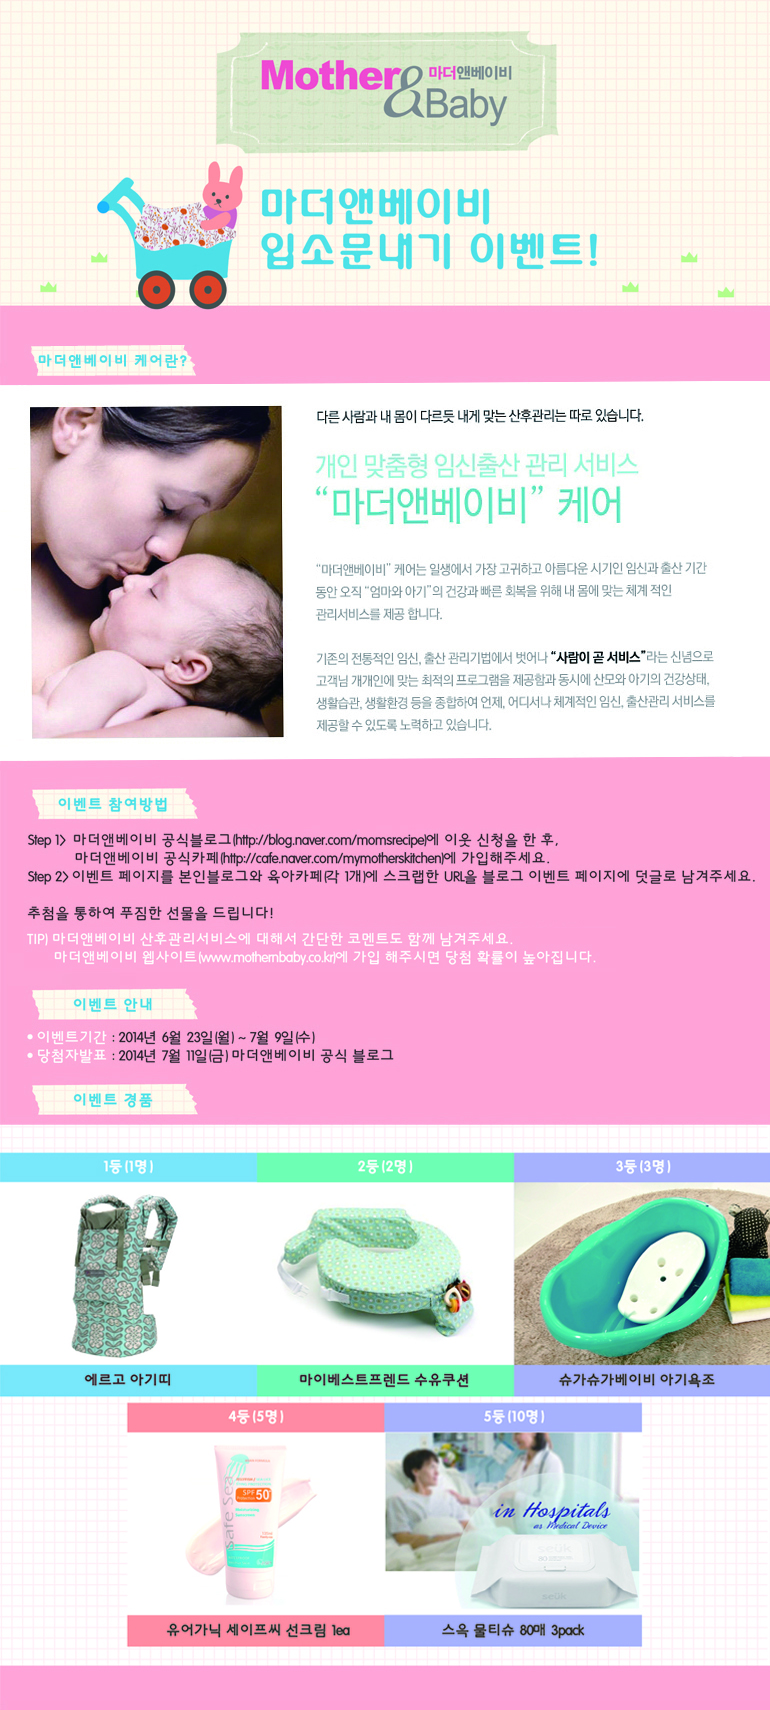 Mother
마더앤베이비
&Baby
마더앤베이비
입소문내기 이벤트!
마더앤베이비 케어란?
다른 사람과 내 몸이 다르듯 내게 맞는 산후관리는 따로 있습니다.
개인 맞춤형 임신출산 관리 서비스
“마더앤베이비” 케어
“마더앤베이비” 케어는 일생에서 가장 고귀하고 아름다운 시기인 임신과 출산 기간
동안 오직 “엄마와 아기”의 건강과 빠른 회복을 위해 내 몸에 맞는 체계 적인
관리서비스를 제공 합니다.
기존의 전통적인 임신, 출산 관리기법에서 벗어나 “사람이 곧 서비스”라는 신념으로
고객님 개개인에 맞는 최적의 프로그램을 제공함과 동시에 산모와 아기의 건강상태,
생활습관, 생활환경 등을 종합하여 언제, 어디서나 체계적인 임신, 출산관리 서비스를
제공할 수 있도록 노력하고 있습니다.
이벤트 참여방법
Step 1> 마더앤베이비 공식블로그(http://blog.naver.com/momsrecipe)에 이웃 신청을 한 후,
마더앤베이비 공식카페(http://cafe.naver.com/mymotherskitchen)에 가입해주세요.
Step 2> 이벤트 페이지를 본인블로그와 육아카페(각 1개)에 스크랩한 URL을 블로그 이벤트 페이지에 덧글로 남겨주세요.
추첨을 통하여 푸짐한 선물을 드립니다!
TIP) 마더앤베이비 산후관리서비스에 대해서 간단한 코멘트도 함께 남겨주세요.
마더앤베이비 웹사이트(www.mothernbaby.co.kr)에 가입 해주시면 당첨 확률이 높아집니다.
이벤트 안내
• 이벤트기간 : 2014년 6월 23일(월) ~ 7월 9일(수)
• 당첨자발표 : 2014년 7월 11일(금) 마더앤베이비 공식 블로그
이벤트 경품
1등(1명)
2등(2명)
3등(3명)
에르고 아기띠
마이베스트프렌드 수유쿠션
슈가슈가베이비 아기욕조
4등(5명)
5등(10명)
Safe Sea
SPF 50+
in Hospitals
as Medical Device
seük
seük
유어가닉 세이프씨 선크림 1ea
스윽 물티슈 80매 3pack